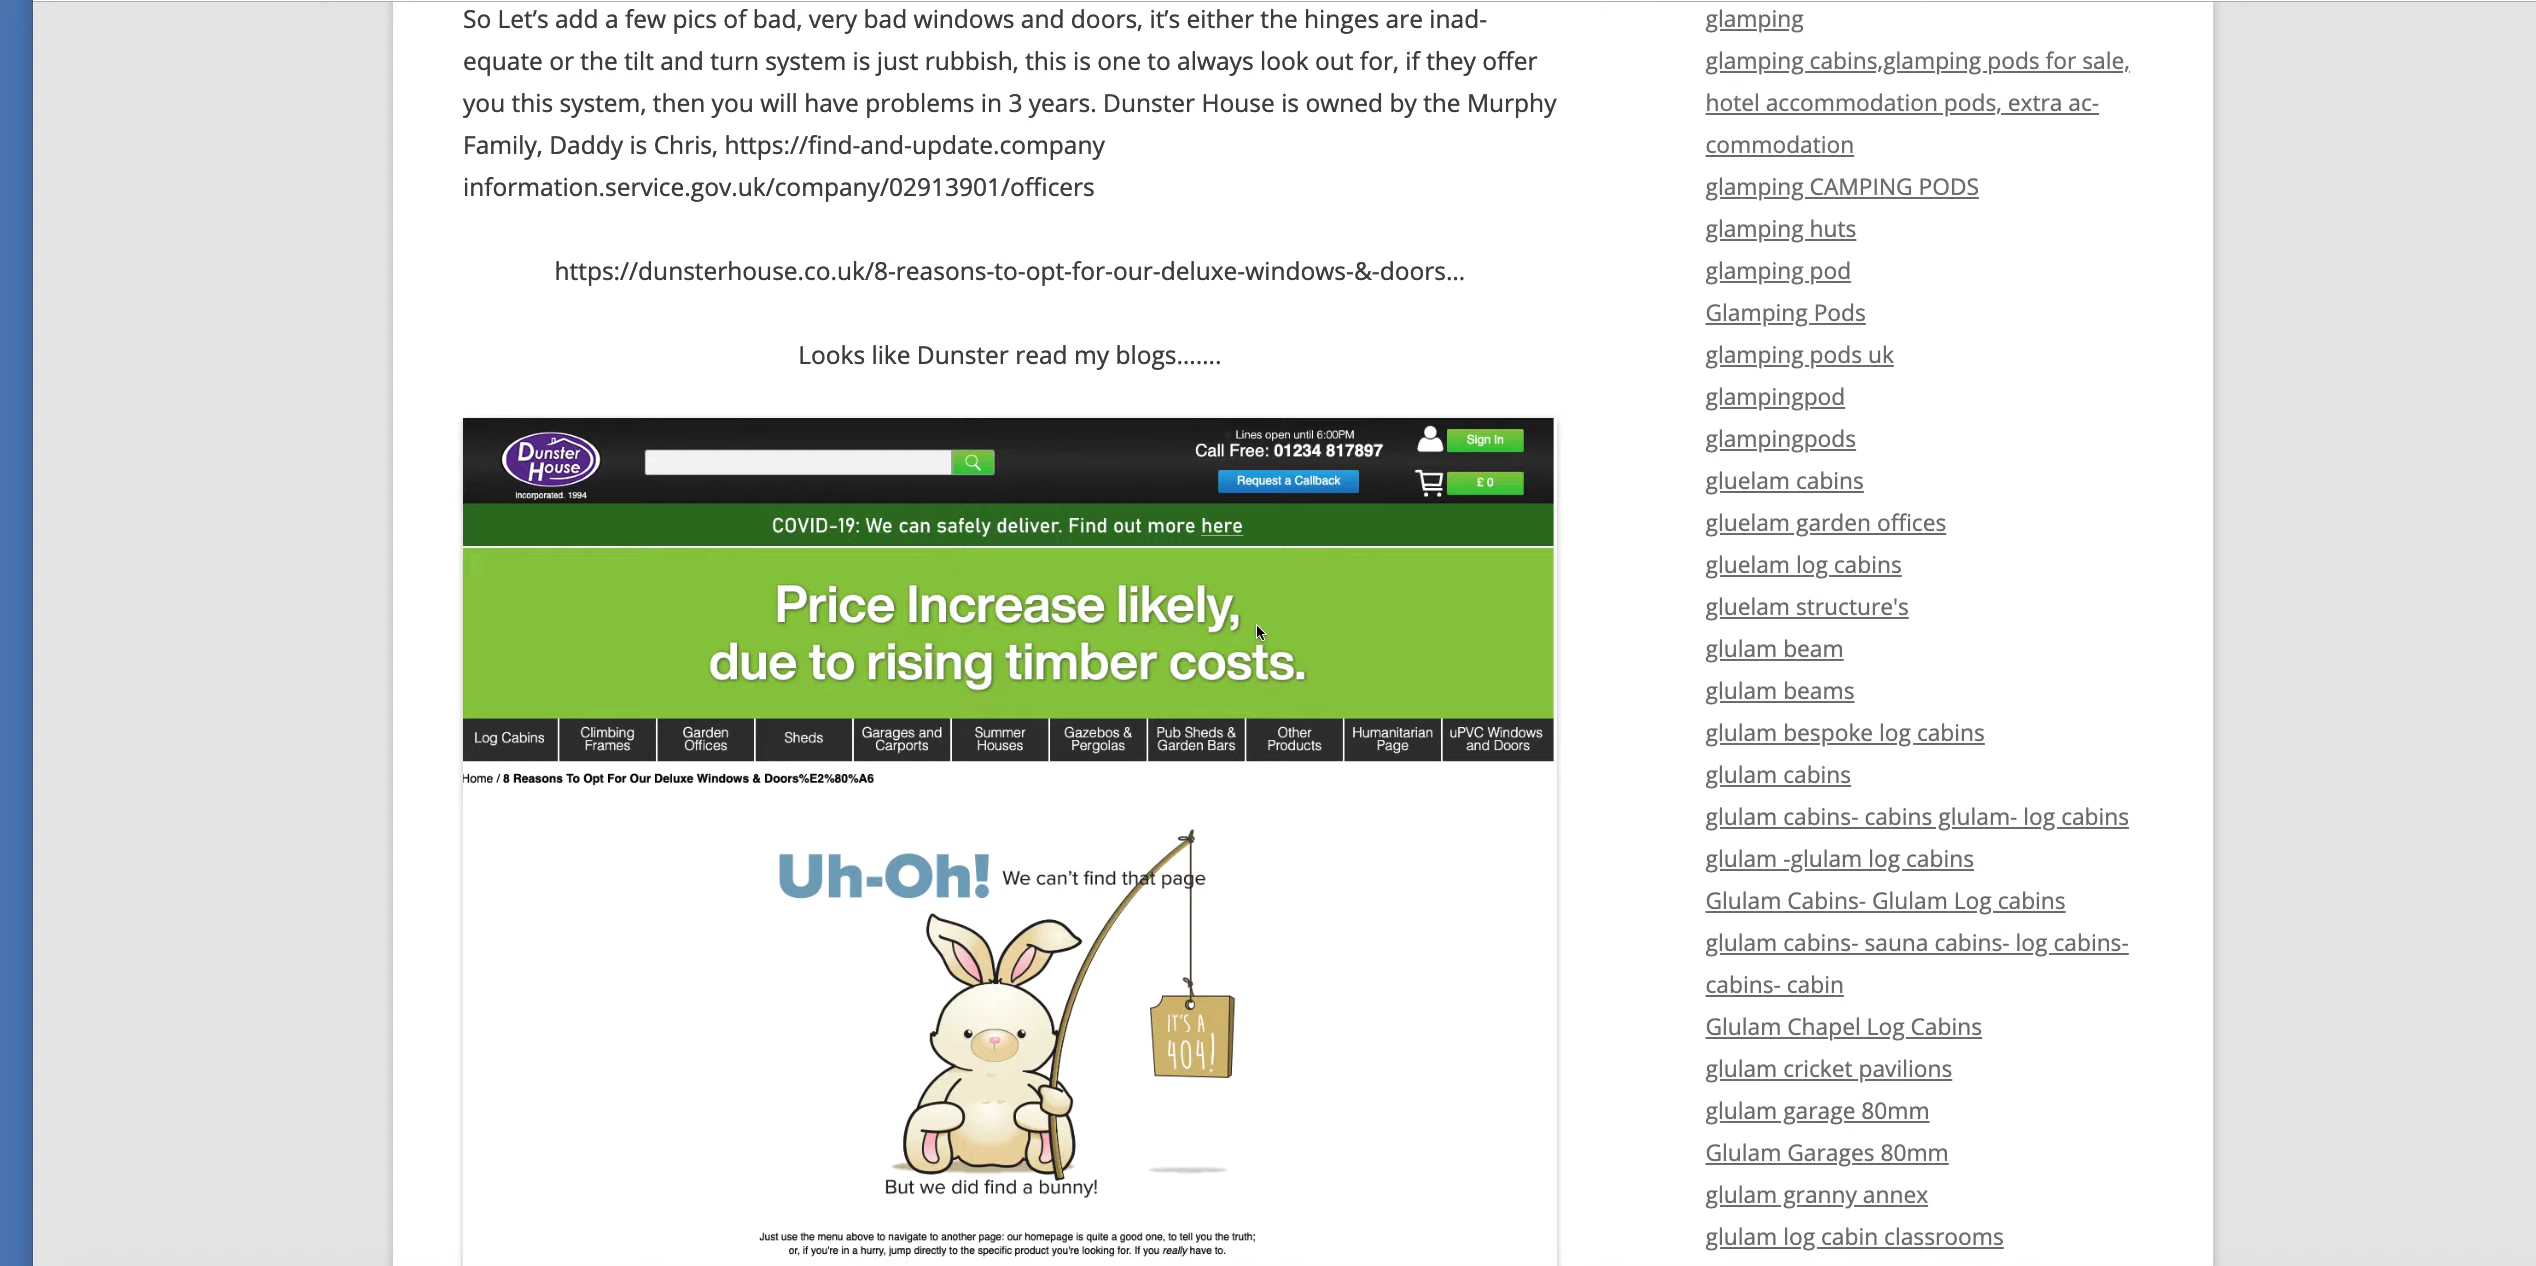 So Let’s add a few pics of bad, very bad windows and doors, it’s either the hinges are inad-
equate or the tilt and turn system is just rubbish, this is one to always look out for, if they offer
you this system, then you will have problems in 3 years. Dunster House is owned by the Murphy
Family, Daddy is Chris, https://find-and-update.company
information.service.gov.uk/company/02913901/officers
https://dunsterhouse.co.uk/8-reasons-to-opt-for-our-deluxe-windows-&-doors…
Looks like Dunster read my blogs…….
Dunster
House
Incorporated. 1994
Lines open until 6:00PM
Call Free: 01234 817897
Request a Callback
Sign In
£ 0
COVID-19: We can safely deliver. Find out more here
Price Increase likely,
due to rising timber costs.
Log Cabins
Climbing
Frames
Garden
Offices
Sheds
Garages and
Carports
Summer
Houses
Gazebos &
Pergolas
Pub Sheds &
Garden Bars
Other
Products
Humanitarian
Page
uPVC Windows
and Doors
Home / 8 Reasons To Opt For Our Deluxe Windows & Doors%E2%80%A6
Uh-Oh! We can’t find that page
IT'S A
404!
But we did find a bunny!
Just use the menu above to navigate to another page: our homepage is quite a good one, to tell you the truth;
or, if you're in a hurry, jump directly to the specific product you're looking for. If you really have to.
glamping
glamping cabins,glamping pods for sale,
hotel accommodation pods, extra ac-
commodation
glamping CAMPING PODS
glamping huts
glamping pod
Glamping Pods
glamping pods uk
glampingpod
glampingpods
gluelam cabins
gluelam garden offices
gluelam log cabins
gluelam structure's
glulam beam
glulam beams
glulam bespoke log cabins
glulam cabins
glulam cabins- cabins glulam- log cabins
glulam -glulam log cabins
Glulam Cabins- Glulam Log cabins
glulam cabins- sauna cabins- log cabins-
cabins- cabin
Glulam Chapel Log Cabins
glulam cricket pavilions
glulam garage 80mm
Glulam Garages 80mm
glulam granny annex
glulam log cabin classrooms